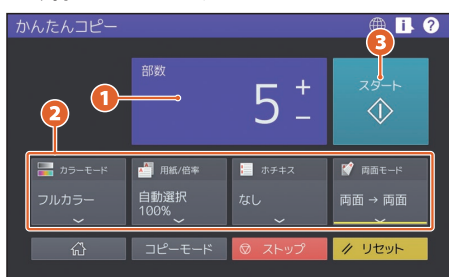 かんたんコピー
i ?
3
部数
スタート
1
5 + −
2
カラーモード 用紙/倍率 ホチキス 両面モード
フルカラー 自動選択 なし 両面 → 両面
100%
コピーモード ストップ リセット